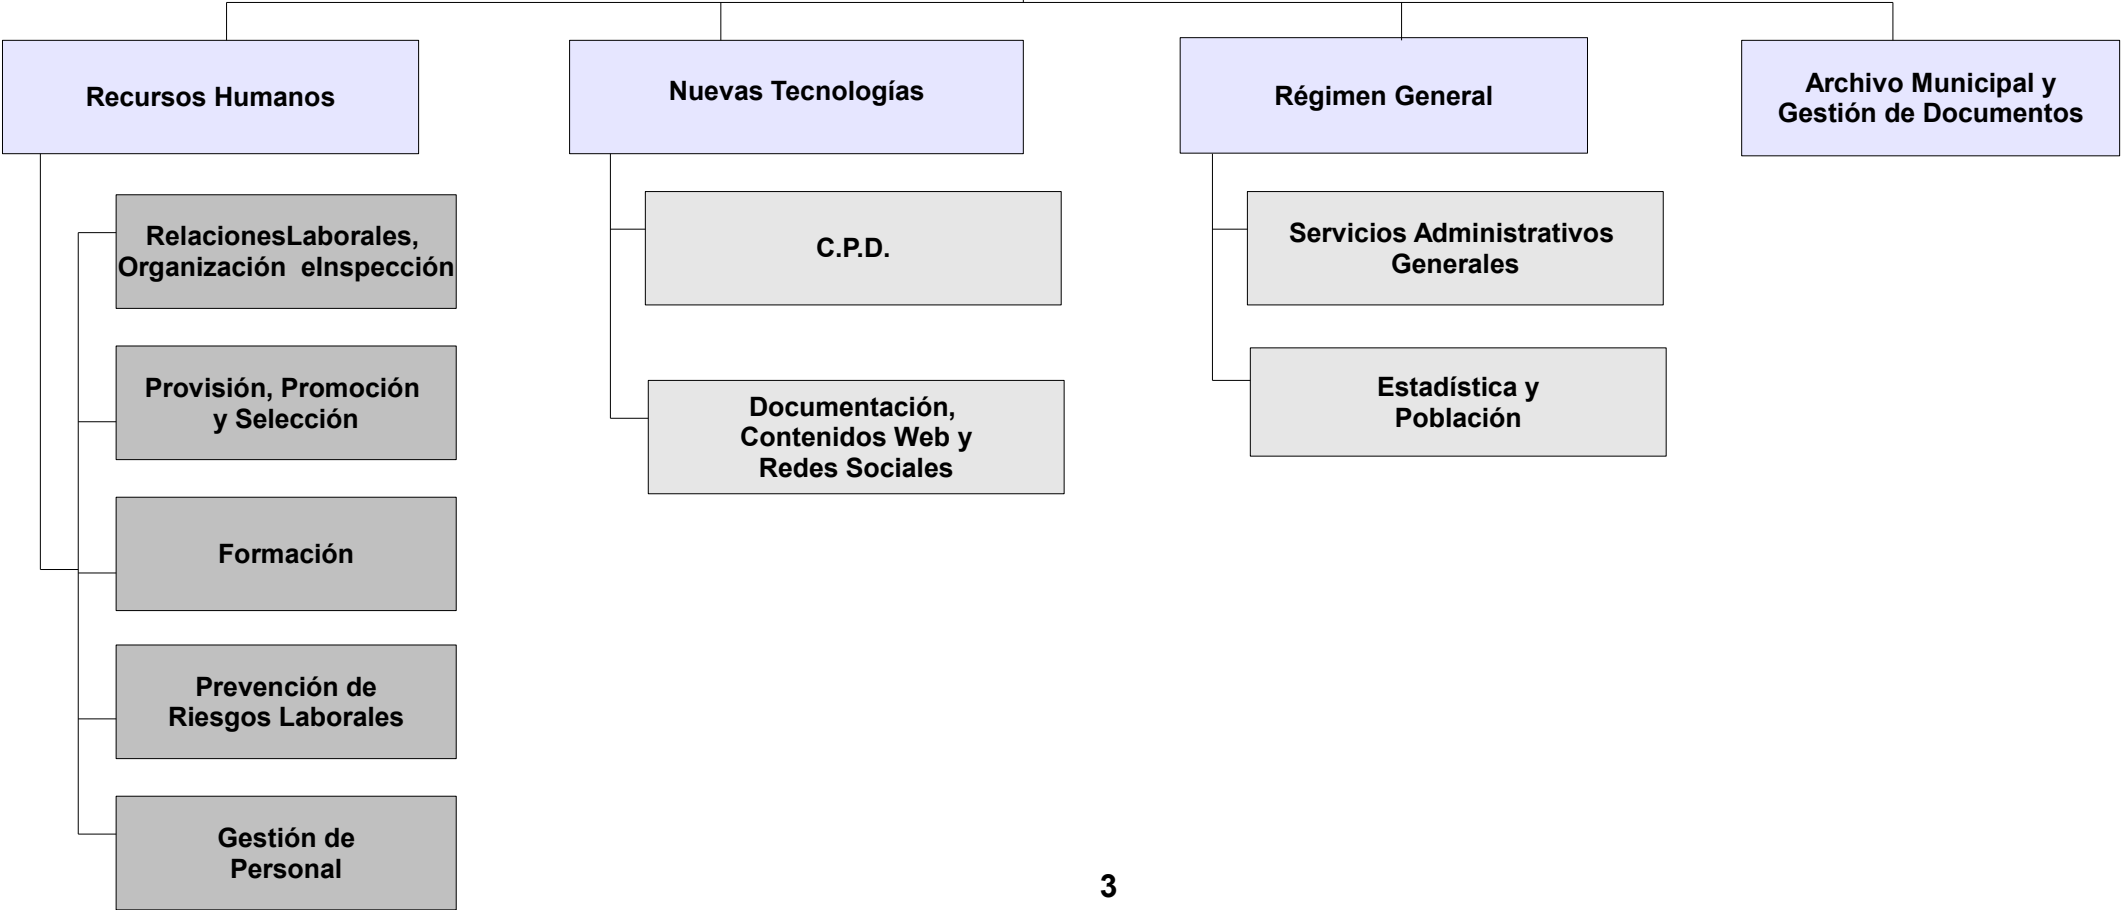 Recursos Humanos
Nuevas Tecnologías
Régimen General
Archivo Municipal y
Gestión de Documentos
RelacionesLaborales,
Organización  eInspección
Provisión, Promoción
y Selección
Formación
Prevención de
Riesgos Laborales
Gestión de
Personal
C.P.D.
Documentación,
Contenidos Web y
Redes Sociales
Servicios Administrativos
Generales
Estadística y
Población
3